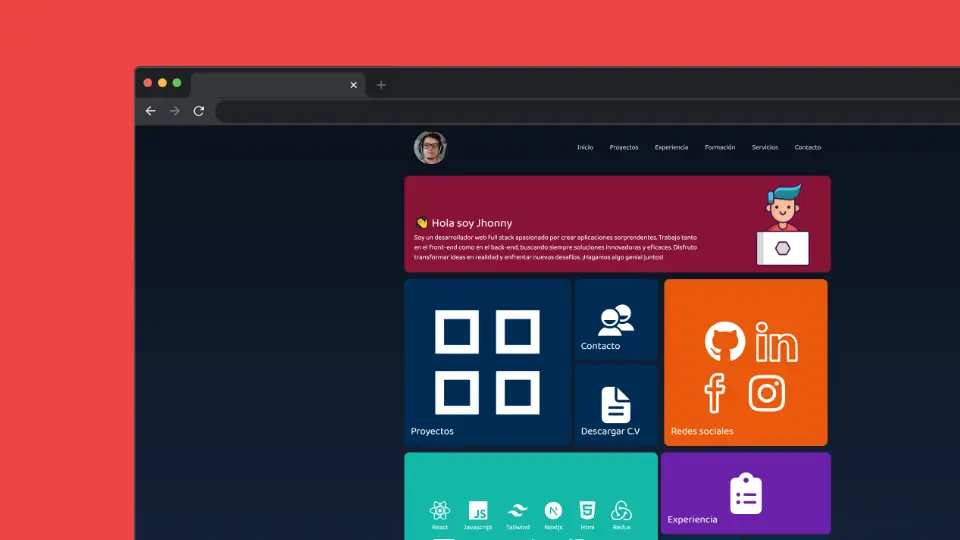 Inicio Proyectos Experiencia Formación Servicios Contacto
👋 Hola soy Jhonny
Soy un desarrollador web full stack apasionado por crear aplicaciones sorprendentes. Trabajo tanto
en el front-end como en el back-end, buscando siempre soluciones innovadoras y eficaces. Disfruto
transformar ideas en realidad y enfrentar nuevos desafíos. ¡Hagamos algo genial juntos!
Contacto
Proyectos
Descargar C.V
Redes sociales
JS
React Javascript Tailwind Nextjs Html Redux
Experiencia